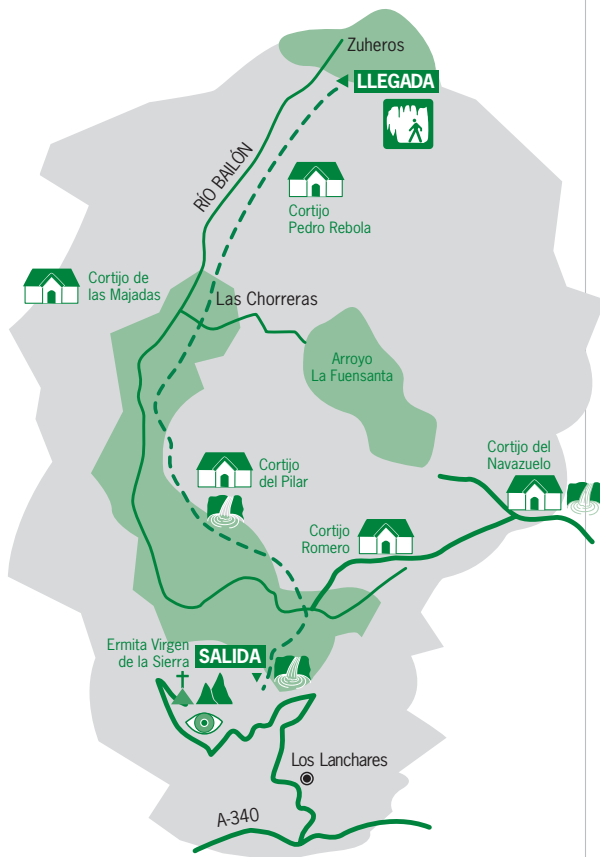 Zuheros
LLEGADA
RÍO BAILÓN
Cortijo
Pedro Rebola
Cortijo de
las Majadas
Las Chorreras
Arroyo
La Fuensanta
Cortijo del
Navazuelo
Cortijo
del Pilar
Cortijo
Romero
Ermita Virgen
de la Sierra
SALIDA
Los Lanchares
A-340